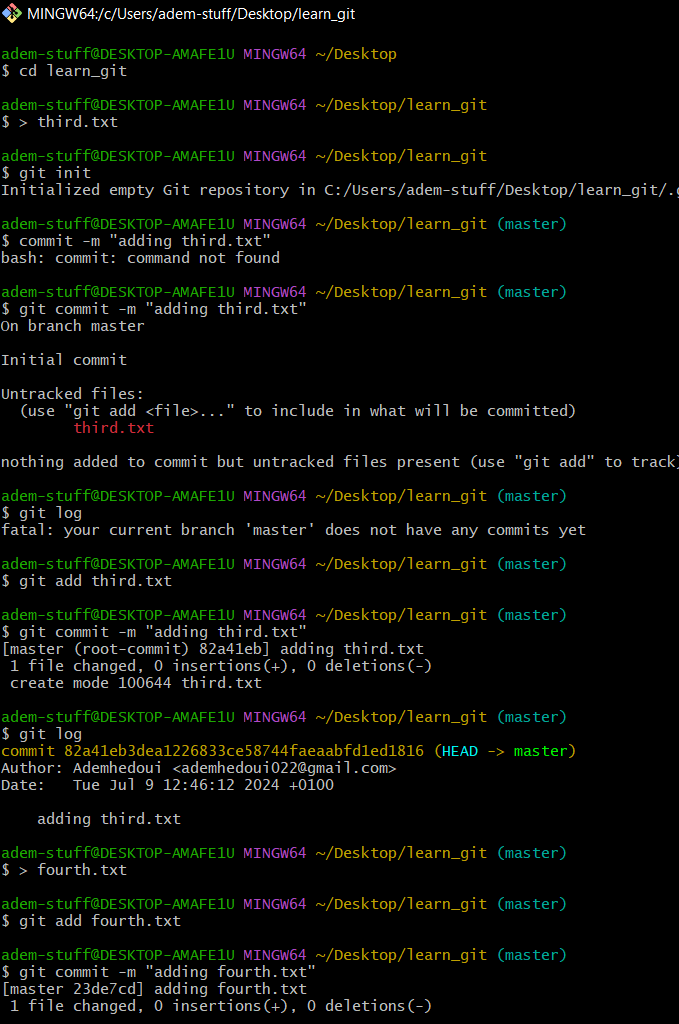 MINGW64:/c/Users/adem-stuff/Desktop/learn_git
adem-stuff@DESKTOP-AMAFE1U MINGW64 ~/Desktop
$ cd learn_git
adem-stuff@DESKTOP-AMAFE1U MINGW64 ~/Desktop/learn_git
$ > third.txt
adem-stuff@DESKTOP-AMAFE1U MINGW64 ~/Desktop/learn_git
$ git init
Initialized empty Git repository in C:/Users/adem-stuff/Desktop/learn_git/.g
adem-stuff@DESKTOP-AMAFE1U MINGW64 ~/Desktop/learn_git (master)
$ commit -m "adding third.txt"
bash: commit: command not found
adem-stuff@DESKTOP-AMAFE1U MINGW64 ~/Desktop/learn_git (master)
$ git commit -m "adding third.txt"
On branch master
Initial commit
Untracked files:
  (use "git add <file>..." to include in what will be committed)
        third.txt
nothing added to commit but untracked files present (use "git add" to track)
adem-stuff@DESKTOP-AMAFE1U MINGW64 ~/Desktop/learn_git (master)
$ git log
fatal: your current branch 'master' does not have any commits yet
adem-stuff@DESKTOP-AMAFE1U MINGW64 ~/Desktop/learn_git (master)
$ git add third.txt
adem-stuff@DESKTOP-AMAFE1U MINGW64 ~/Desktop/learn_git (master)
$ git commit -m "adding third.txt"
[master (root-commit) 82a41eb] adding third.txt
 1 file changed, 0 insertions(+), 0 deletions(-)
 create mode 100644 third.txt
adem-stuff@DESKTOP-AMAFE1U MINGW64 ~/Desktop/learn_git (master)
$ git log
commit 82a41eb3dea1226833ce58744faeaabfd1ed1816 (HEAD -> master)
Author: Ademhedoui <ademhedoui022@gmail.com>
Date:   Tue Jul 9 12:46:12 2024 +0100
    adding third.txt
adem-stuff@DESKTOP-AMAFE1U MINGW64 ~/Desktop/learn_git (master)
$ > fourth.txt
adem-stuff@DESKTOP-AMAFE1U MINGW64 ~/Desktop/learn_git (master)
$ git add fourth.txt
adem-stuff@DESKTOP-AMAFE1U MINGW64 ~/Desktop/learn_git (master)
$ git commit -m "adding fourth.txt"
[master 23de7cd] adding fourth.txt
 1 file changed, 0 insertions(+), 0 deletions(-)